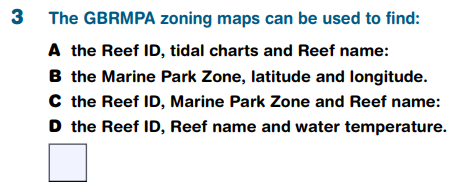 3 The GBRMPA zoning maps can be used to find:
A the Reef ID, tidal charts and Reef name:
B the Marine Park Zone, latitude and longitude.
C the Reef ID, Marine Park Zone and Reef name:
D the Reef ID, Reef name and water temperature.